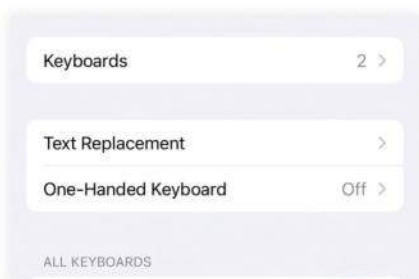 Keyboards 2 >
Text Replacement >
One-Handed Keyboard Off >
ALL KEYBOARDS